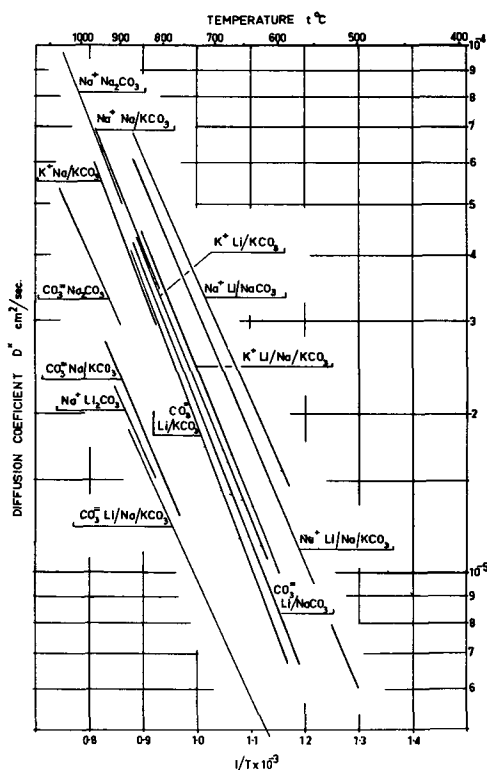 TEMPERATURE t°C
1000 900 800 700 600 500 400
10⁻⁴
9
8
7
6
5
4
3
2
10⁻⁵
9
8
7
6
DIFFUSION COEFFICIENT Dˣ cm²/sec.
Na⁺ Na₂CO₃
Na⁺ Na/KCO₃
K⁺ Na/KCO₃
K⁺ Li/KCO₃
CO₃⁼ Na₂CO₃
Na⁺ Li/NaCO₃
K⁺ Li/Na/KCO₃
CO₃⁼ Na/KCO₃
Na⁺ Li₂CO₃
CO₃⁼
Li/KCO₃
CO₃⁼ Li/Na/KCO₃
Na⁺ Li/Na/KCO₃
CO₃⁼
Li/NaCO₃
0·8 0·9 1·0 1·1 1·2 1·3 1·4 1·5
1/T×10⁻³